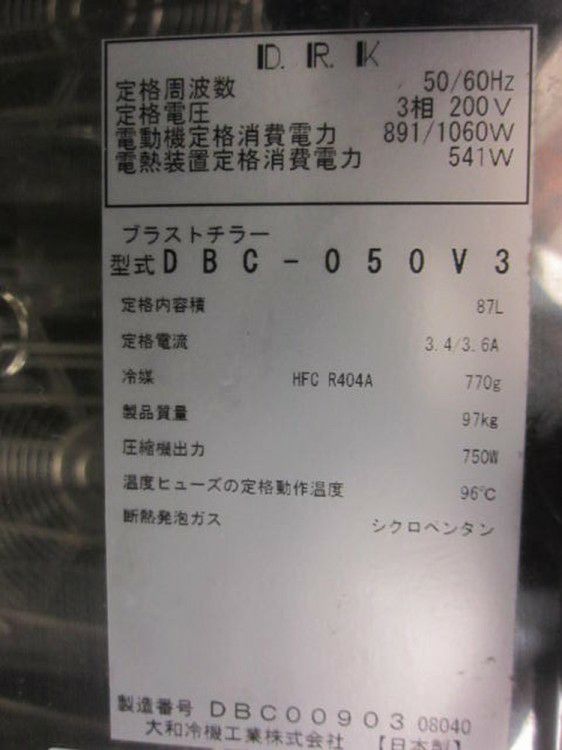 D. R. K
定格周波数 50/60Hz
定格電圧 3相 200V
電動機定格消費電力 891/1060W
電熱装置定格消費電力 541W
ブラストチラー
型式 DBC-050V3
定格内容積 87L
定格電流 3.4/3.6A
冷媒 HFC R404A 770g
製品質量 97kg
圧縮機出力 750W
温度ヒューズの定格動作温度 96℃
断熱発泡ガス シクロペンタン
製造番号 DBC00903 08040
大和冷機工業株式会社 【日本製】